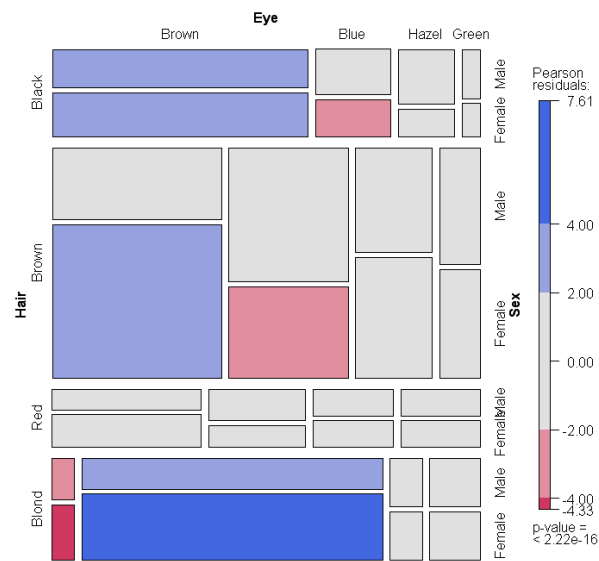 Eye
Brown Blue Hazel Green
Black
Male
Female
Brown
Male
Female
Red
Male
Female
Blond
Male
Female
Hair
Sex
Pearson
residuals:
7.61
4.00
2.00
0.00
-2.00
-4.00
-4.33
p-value =
< 2.22e-16